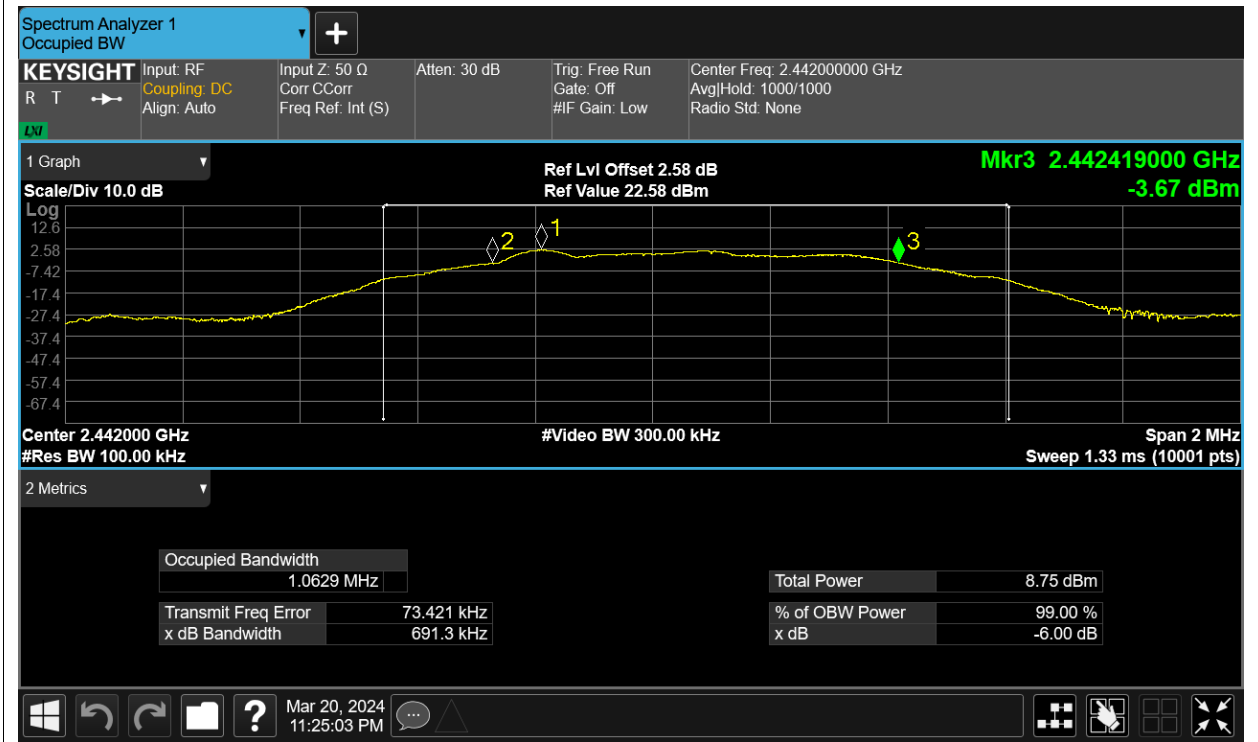 Spectrum Analyzer 1
Occupied BW
KEYSIGHT
R T
LXI
Input: RF
Coupling: DC
Align: Auto
Input Z: 50 Ω
Corr CCorr
Freq Ref: Int (S)
Atten: 30 dB
Trig: Free Run
Gate: Off
#IF Gain: Low
Center Freq: 2.442000000 GHz
Avg|Hold: 1000/1000
Radio Std: None
1 Graph
Scale/Div 10.0 dB
Ref Lvl Offset 2.58 dB
Ref Value 22.58 dBm
Mkr3 2.442419000 GHz
-3.67 dBm
Log
12.6
2.58
-7.42
-17.4
-27.4
-37.4
-47.4
-57.4
-67.4
2
1
3
Center 2.442000 GHz
#Video BW 300.00 kHz
Span 2 MHz
#Res BW 100.00 kHz
Sweep 1.33 ms (10001 pts)
2 Metrics
Occupied Bandwidth
1.0629 MHz
Total Power 8.75 dBm
Transmit Freq Error 73.421 kHz
% of OBW Power 99.00 %
x dB Bandwidth 691.3 kHz
x dB -6.00 dB
?
Mar 20, 2024
11:25:03 PM